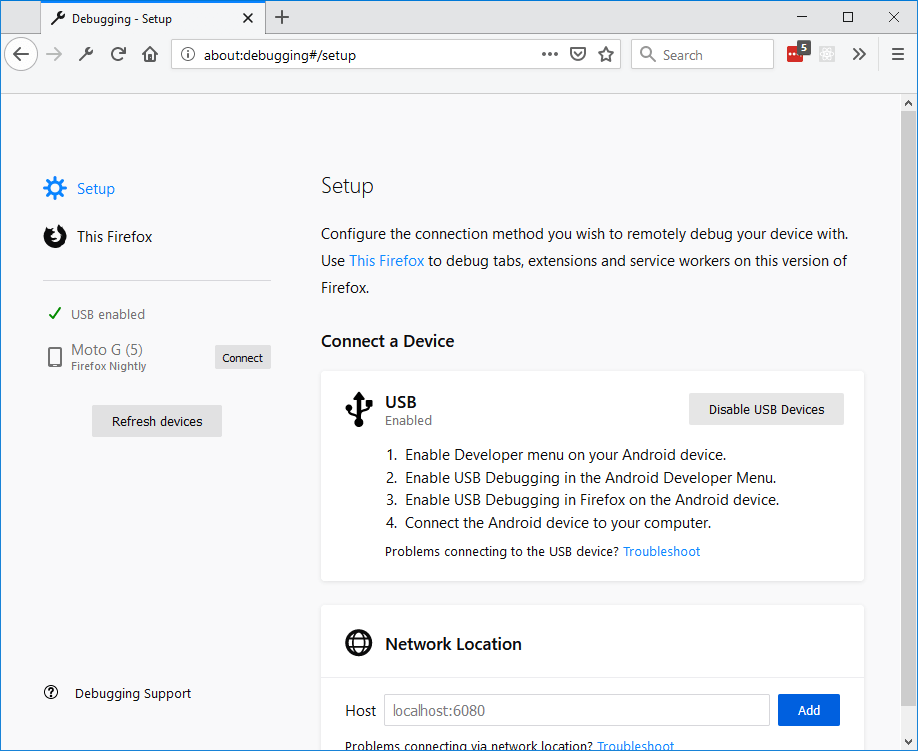 Debugging - Setup
about:debugging#/setup
Search
5
Setup
This Firefox
USB enabled
Moto G (5)
Firefox Nightly
Connect
Refresh devices
Debugging Support
Setup
Configure the connection method you wish to remotely debug your device with.
Use This Firefox to debug tabs, extensions and service workers on this version of
Firefox.
Connect a Device
USB
Enabled
Disable USB Devices
1. Enable Developer menu on your Android device.
2. Enable USB Debugging in the Android Developer Menu.
3. Enable USB Debugging in Firefox on the Android device.
4. Connect the Android device to your computer.
Problems connecting to the USB device? Troubleshoot
Network Location
Host localhost:6080 Add
Problems connecting via network location? Troubleshoot